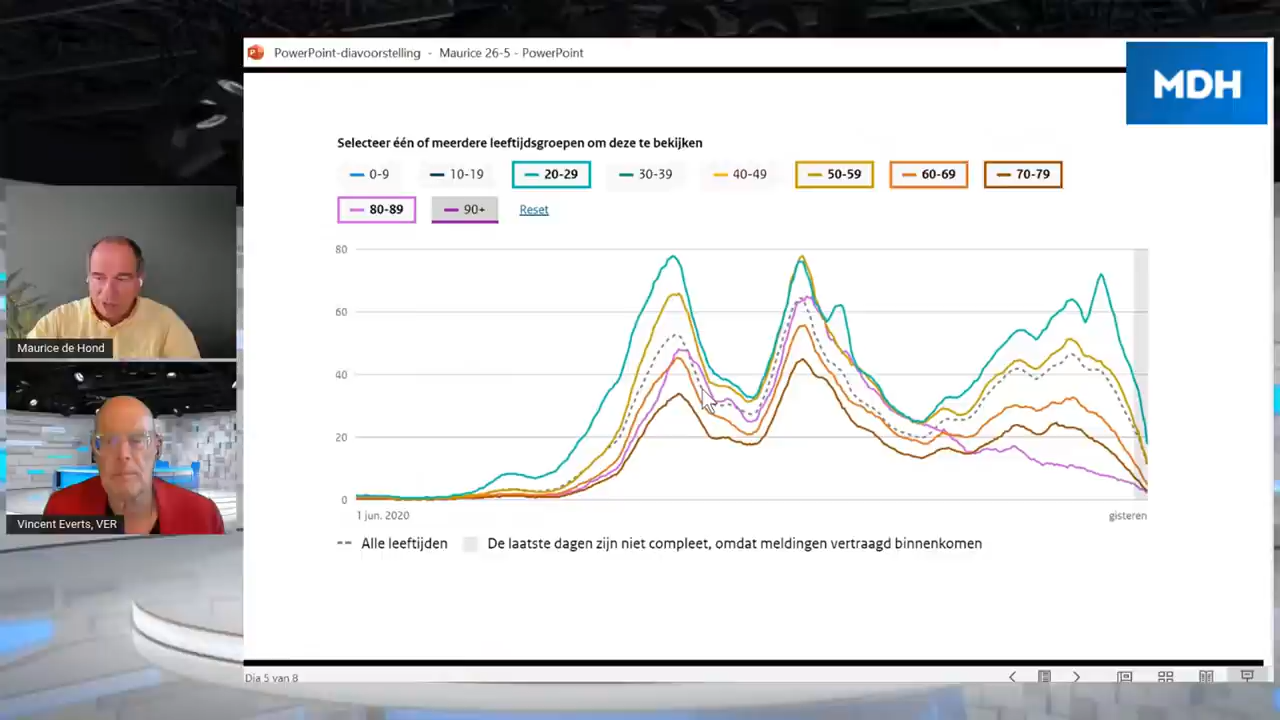 PowerPoint-diavoorstelling - Maurice 26-5 - PowerPoint
MDH
Selecteer één of meerdere leeftijdsgroepen om deze te bekijken
0-9 10-19 20-29 30-39 40-49 50-59 60-69 70-79
80-89 90+ Reset
80
60
40
20
0
1 jun. 2020 gisteren
Alle leeftijden De laatste dagen zijn niet compleet, omdat meldingen vertraagd binnenkomen
Maurice de Hond
Vincent Everts, VER
Dia 5 van 8